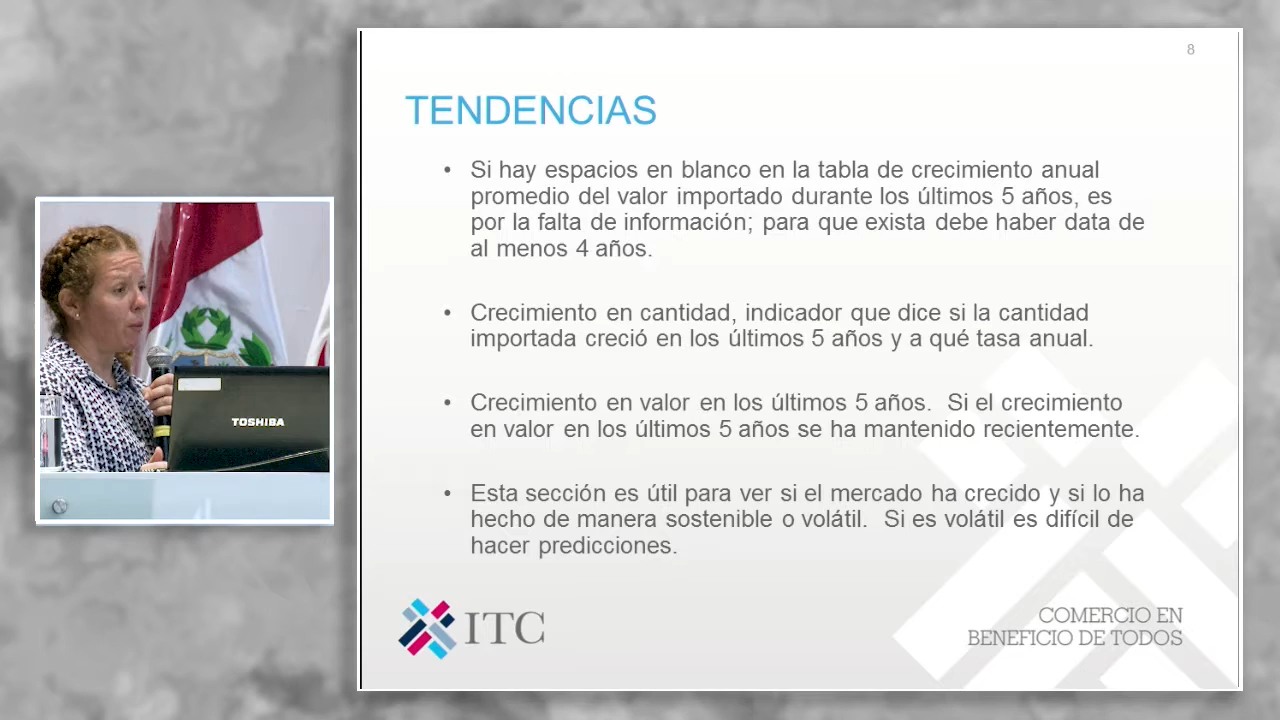 8
TENDENCIAS
• Si hay espacios en blanco en la tabla de crecimiento anual
promedio del valor importado durante los últimos 5 años, es
por la falta de información; para que exista debe haber data de
al menos 4 años.
• Crecimiento en cantidad, indicador que dice si la cantidad
importada creció en los últimos 5 años y a qué tasa anual.
• Crecimiento en valor en los últimos 5 años.  Si el crecimiento
en valor en los últimos 5 años se ha mantenido recientemente.
• Esta sección es útil para ver si el mercado ha crecido y si lo ha
hecho de manera sostenible o volátil.  Si es volátil es difícil de
hacer predicciones.
TOSHIBA
ITC
COMERCIO EN
BENEFICIO DE TODOS